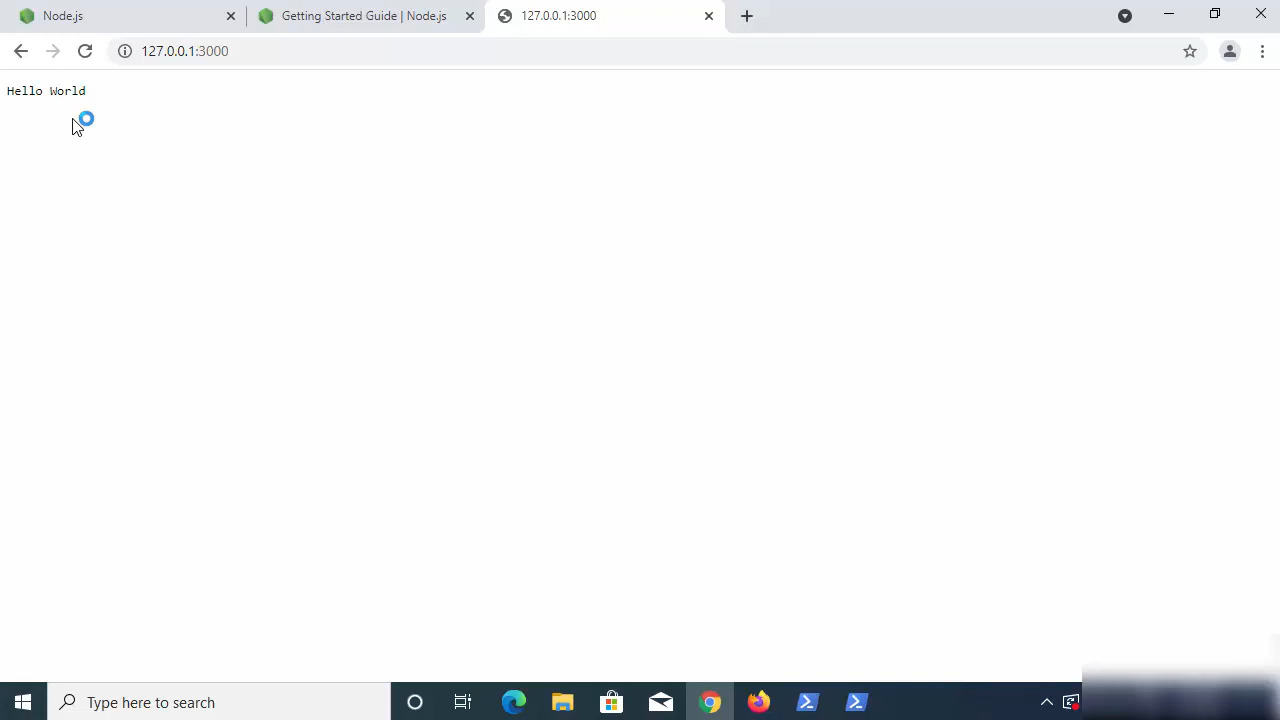 Node.js
Getting Started Guide | Node.js
127.0.0.1:3000
127.0.0.1:3000
Hello World
Type here to search